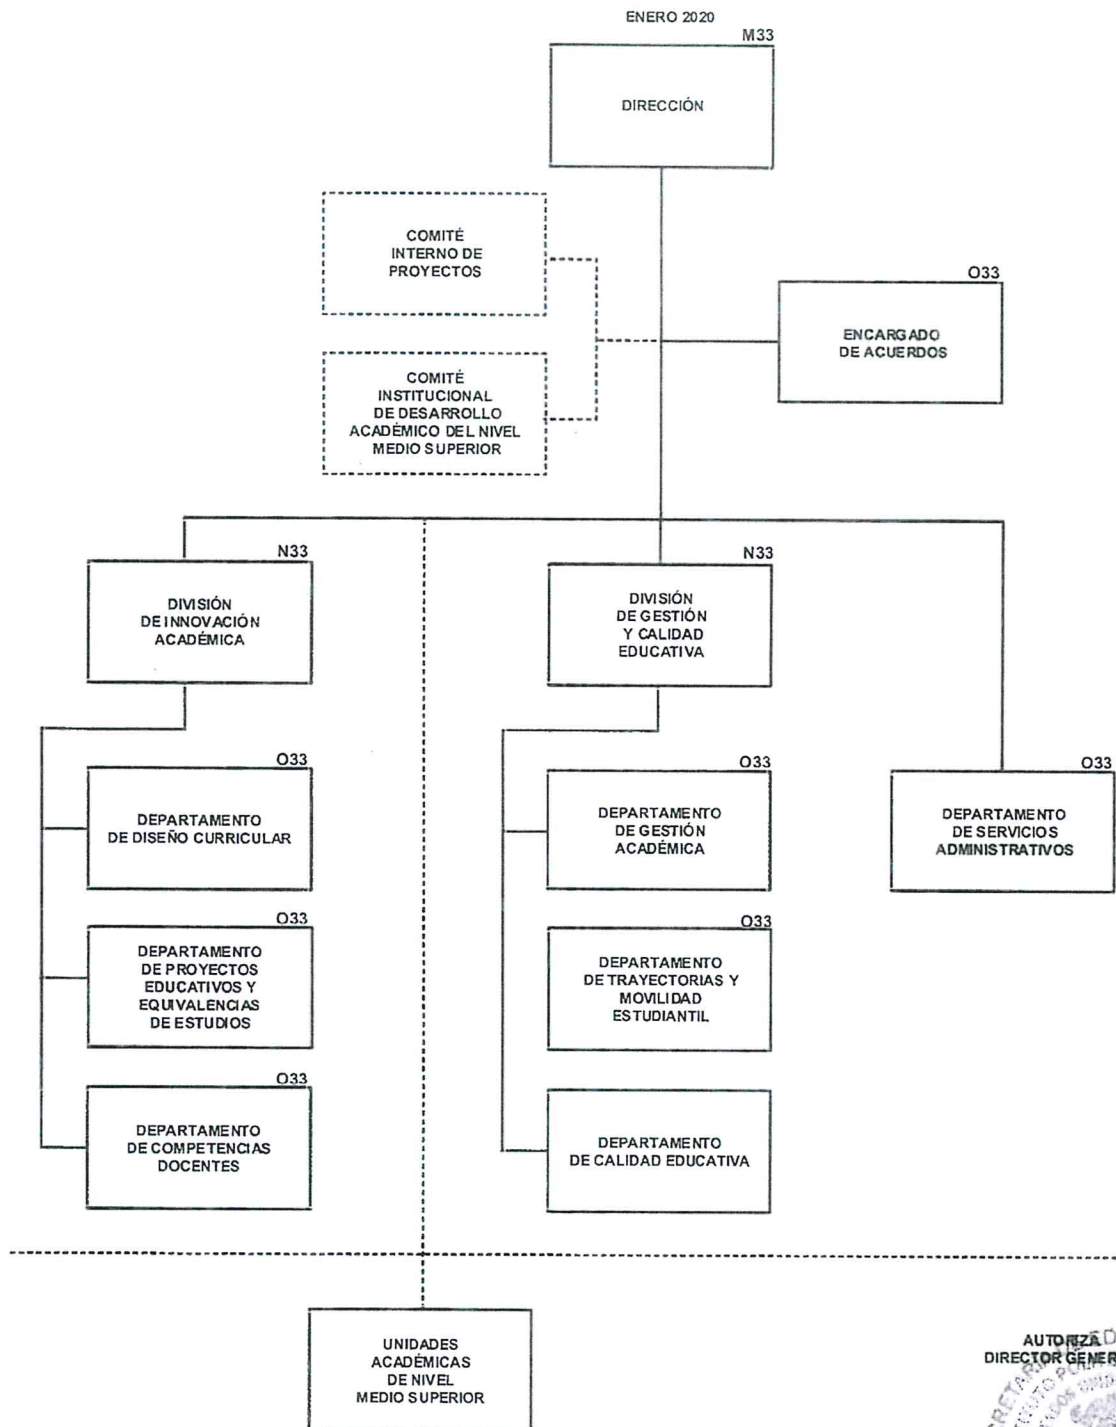 ENERO 2020
M33
DIRECCIÓN
COMITÉ
INTERNO DE
PROYECTOS
O33
ENCARGADO
DE ACUERDOS
COMITÉ
INSTITUCIONAL
DE DESARROLLO
ACADÉMICO DEL NIVEL
MEDIO SUPERIOR
N33
DIVISIÓN
DE INNOVACIÓN
ACADÉMICA
N33
DIVISIÓN
DE GESTIÓN
Y CALIDAD
EDUCATIVA
O33
DEPARTAMENTO
DE DISEÑO CURRICULAR
O33
DEPARTAMENTO
DE GESTIÓN
ACADÉMICA
O33
DEPARTAMENTO
DE SERVICIOS
ADMINISTRATIVOS
O33
DEPARTAMENTO
DE PROYECTOS
EDUCATIVOS Y
EQUIVALENCIAS
DE ESTUDIOS
O33
DEPARTAMENTO
DE TRAYECTORIAS Y
MOVILIDAD
ESTUDIANTIL
O33
DEPARTAMENTO
DE COMPETENCIAS
DOCENTES
DEPARTAMENTO
DE CALIDAD EDUCATIVA
UNIDADES
ACADÉMICAS
DE NIVEL
MEDIO SUPERIOR
AUTORIZA
DIRECTOR GENER